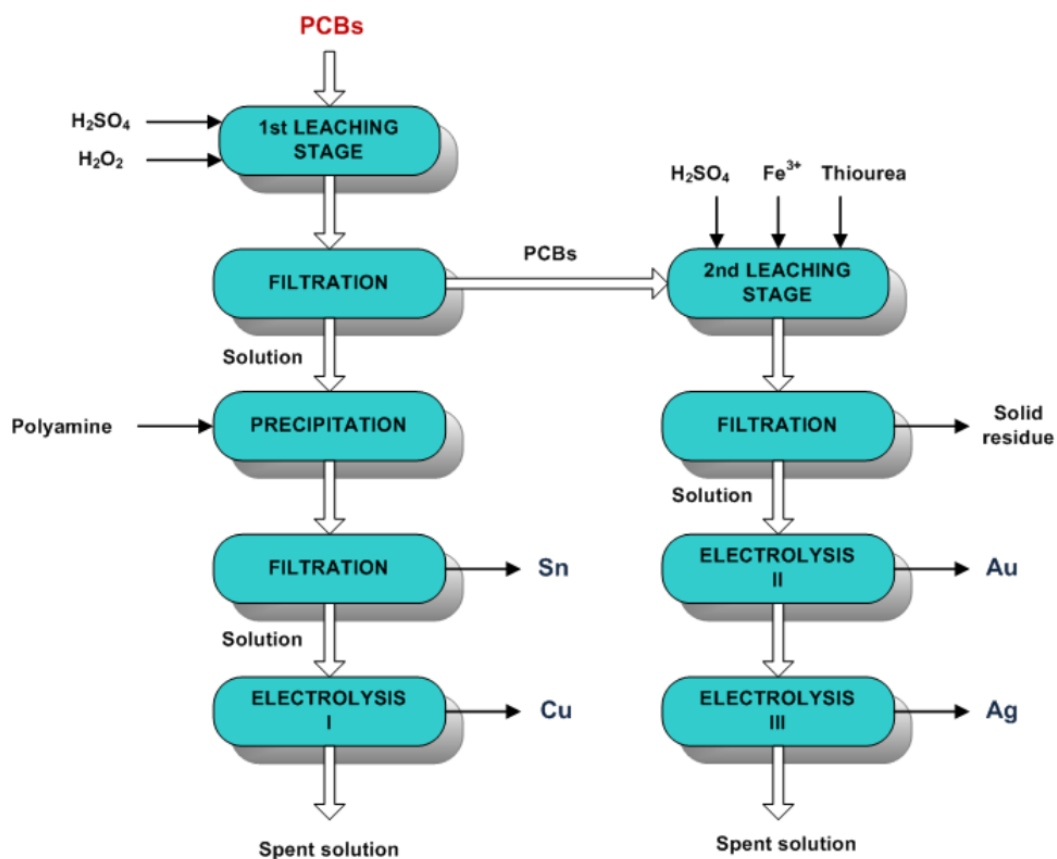 PCBs
H₂SO₄
H₂O₂
1st LEACHING
STAGE
H₂SO₄ Fe³⁺ Thiourea
FILTRATION
PCBs
2nd LEACHING
STAGE
Solution
Polyamine
PRECIPITATION
FILTRATION
Solid
residue
Solution
FILTRATION
Sn
ELECTROLYSIS
II
Au
Solution
ELECTROLYSIS
I
Cu
ELECTROLYSIS
III
Ag
Spent solution
Spent solution